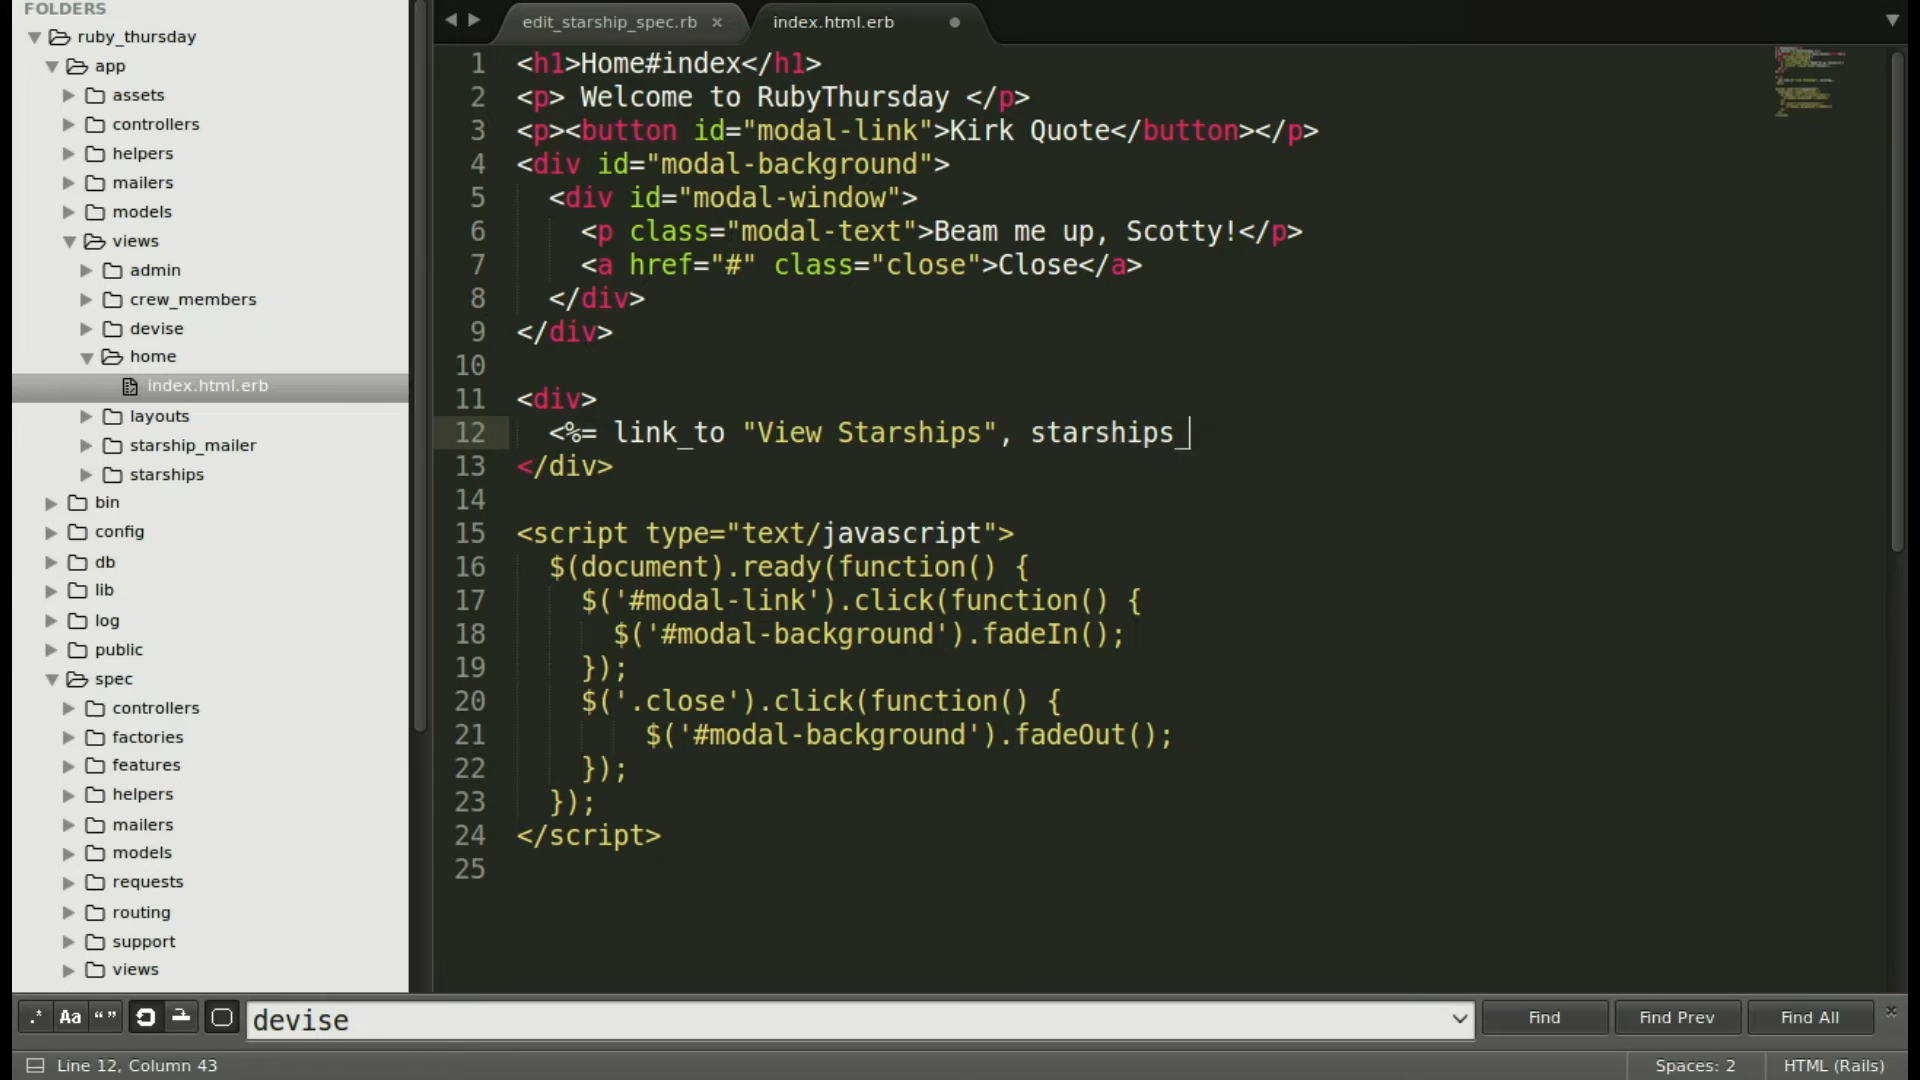 FOLDERS
ruby_thursday
app
assets
controllers
helpers
mailers
models
views
admin
crew_members
devise
home
index.html.erb
layouts
starship_mailer
starships
bin
config
db
lib
log
public
spec
controllers
factories
features
helpers
mailers
models
requests
routing
support
views
edit_starship_spec.rb ×
index.html.erb
1 <h1>Home#index</h1>
2 <p> Welcome to RubyThursday </p>
3 <p><button id="modal-link">Kirk Quote</button></p>
4 <div id="modal-background">
5 <div id="modal-window">
6 <p class="modal-text">Beam me up, Scotty!</p>
7 <a href="#" class="close">Close</a>
8 </div>
9 </div>
10
11 <div>
12 <%= link_to "View Starships", starships_
13 </div>
14
15 <script type="text/javascript">
16 $(document).ready(function() {
17 $('#modal-link').click(function() {
18 $('#modal-background').fadeIn();
19 });
20 $('.close').click(function() {
21 $('#modal-background').fadeOut();
22 });
23 });
24 </script>
25
.* Aa “” devise Find Find Prev Find All ×
Line 12, Column 43 Spaces: 2 HTML (Rails)